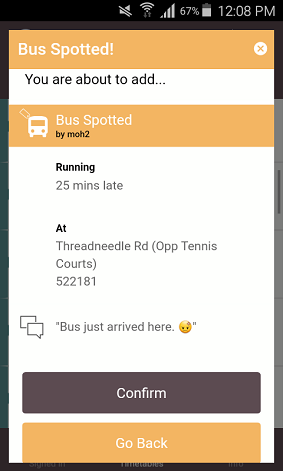 67% 12:08 PM
Bus Spotted!
You are about to add...
Bus Spotted
by moh2
Running
25 mins late
At
Threadneedle Rd (Opp Tennis
Courts)
522181
"Bus just arrived here. 😉"
Confirm
Go Back
Signed in Timetables Info